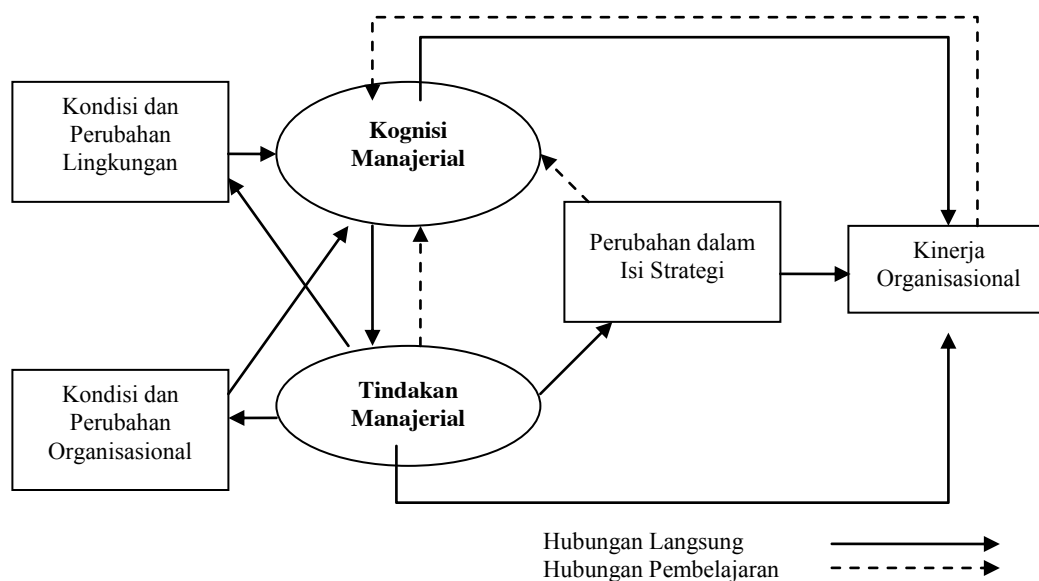 Kondisi dan
Perubahan
Lingkungan
Kognisi
Manajerial
Perubahan dalam
Isi Strategi
Kinerja
Organisasional
Kondisi dan
Perubahan
Organisasional
Tindakan
Manajerial
Hubungan Langsung
Hubungan Pembelajaran